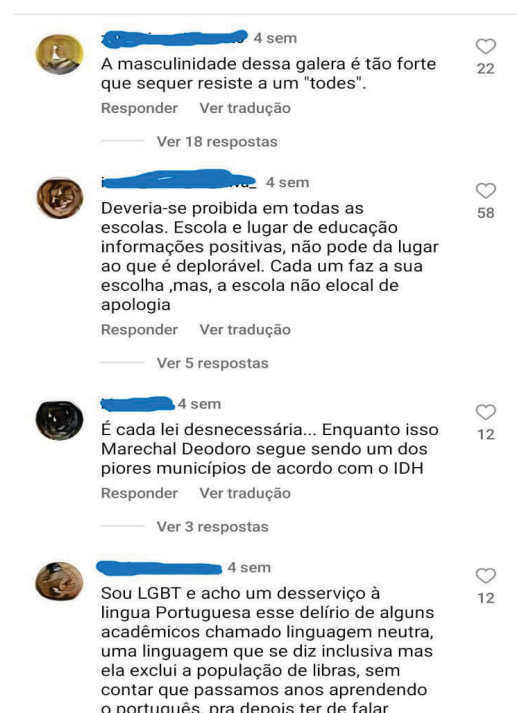 4 sem
A masculinidade dessa galera é tão forte
que sequer resiste a um "todes".
22
Responder Ver tradução
Ver 18 respostas
4 sem
Deveria-se proibida em todas as
escolas. Escola e lugar de educação
informações positivas, não pode da lugar
ao que é deplorável. Cada um faz a sua
escolha ,mas, a escola não elocal de
apologia
58
Responder Ver tradução
Ver 5 respostas
4 sem
É cada lei desnecessária... Enquanto isso
Marechal Deodoro segue sendo um dos
piores municípios de acordo com o IDH
12
Responder Ver tradução
Ver 3 respostas
4 sem
Sou LGBT e acho um desserviço à
lingua Portuguesa esse delírio de alguns
acadêmicos chamado linguagem neutra,
uma linguagem que se diz inclusiva mas
ela exclui a população de libras, sem
contar que passamos anos aprendendo
o português, pra depois ter de falar
12